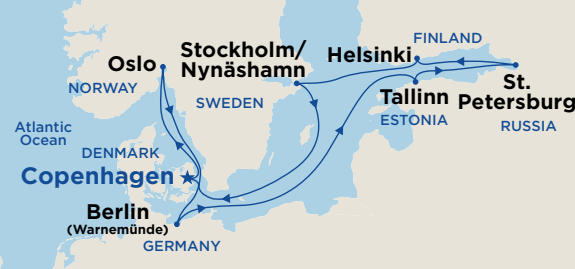 FINLAND
Stockholm/
Nynäshamn
Helsinki
Oslo
NORWAY
SWEDEN
Tallinn
St.
Petersburg
ESTONIA
RUSSIA
Atlantic
Ocean
DENMARK
Copenhagen
Berlin
(Warnemünde)
GERMANY